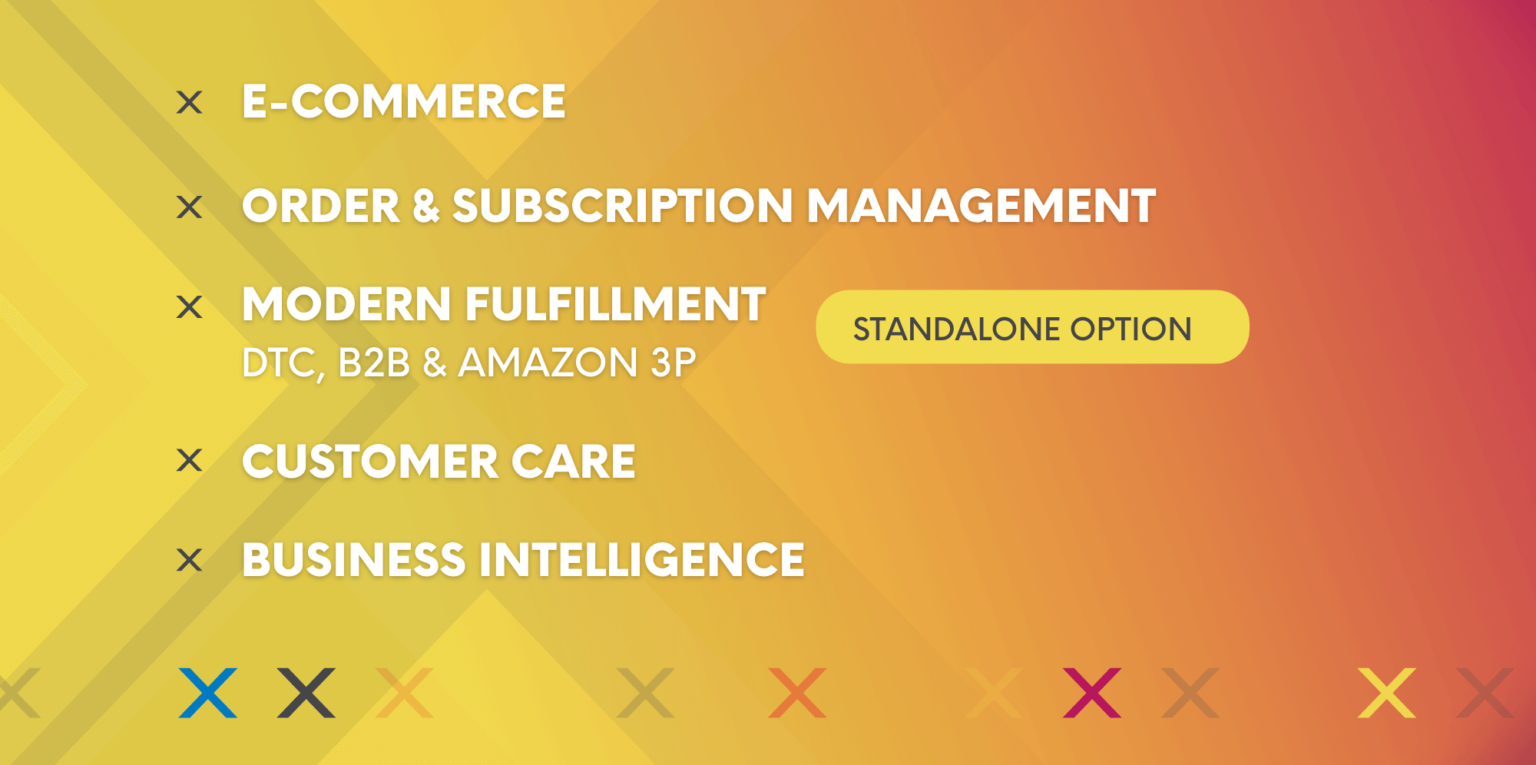 E-COMMERCE
ORDER & SUBSCRIPTION MANAGEMENT
MODERN FULFILLMENT
STANDALONE OPTION
DTC, B2B & AMAZON 3P
CUSTOMER CARE
BUSINESS INTELLIGENCE